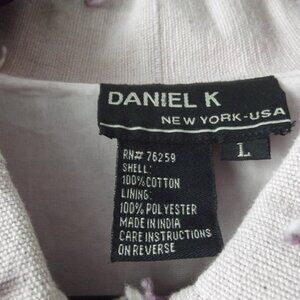 DANIEL K
NEW YORK-USA
L
RN# 76259
SHELL:
100% COTTON
LINING:
100% POLYESTER
MADE IN INDIA
CARE INSTRUCTIONS
ON REVERSE